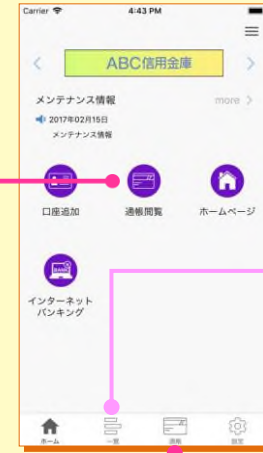 Carrier 4:43 PM
ABC信用金庫
メンテナンス情報 more >
2017年02月15日
メンテナンス情報
口座追加 通帳閲覧 ホームページ
BANK
インターネット
バンキング
ホーム 一覧 通帳 設定